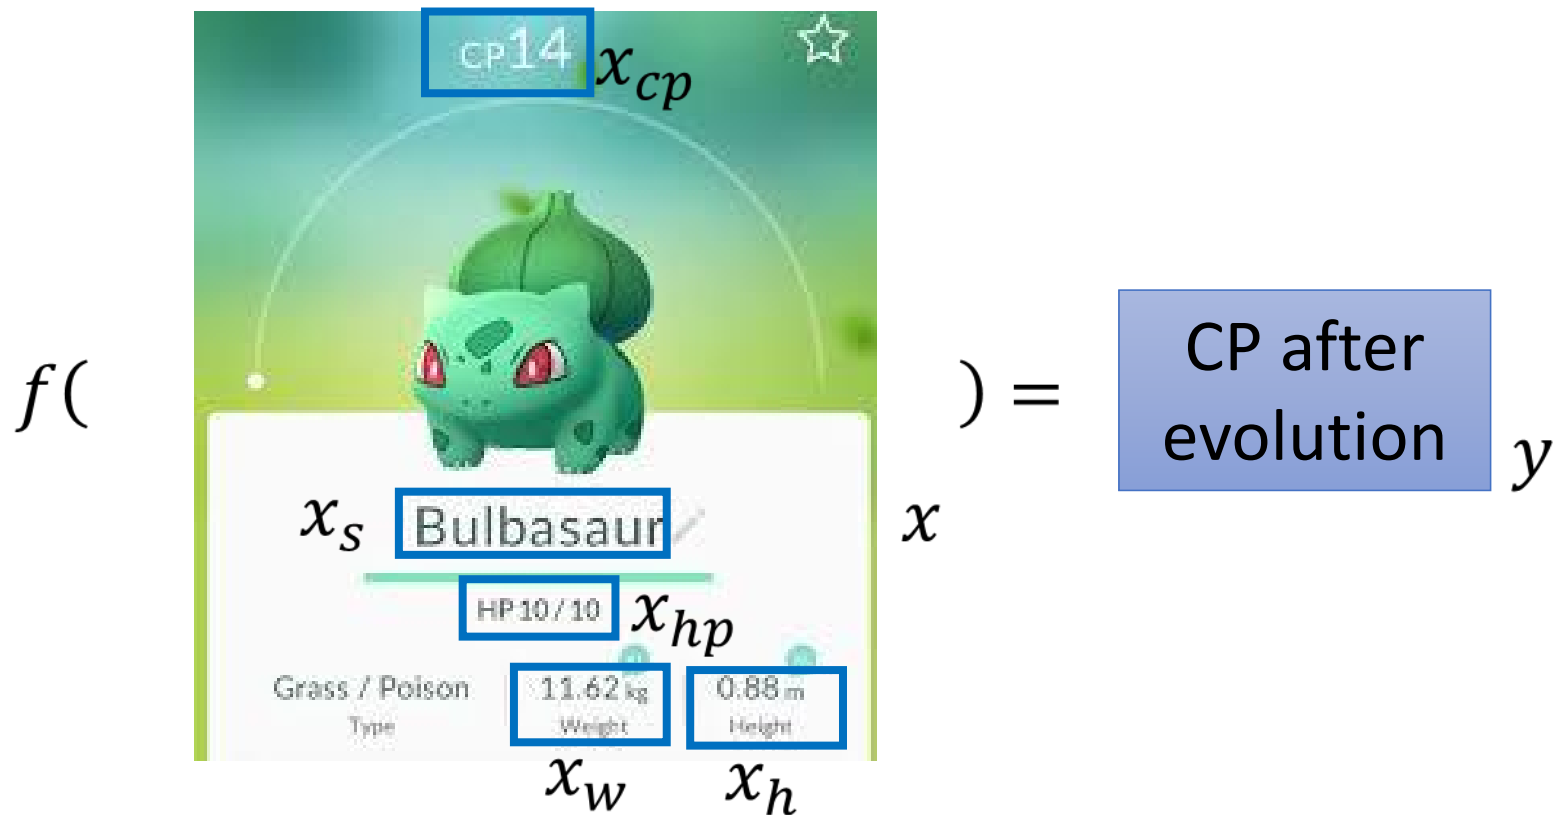 CP14
x_cp
f( ) = CP after
evolution y
x_s Bulbasaur x
HP 10 / 10 x_hp
Grass / Poison 11.62 kg 0.88 m
Type Weight Height
x_w x_h